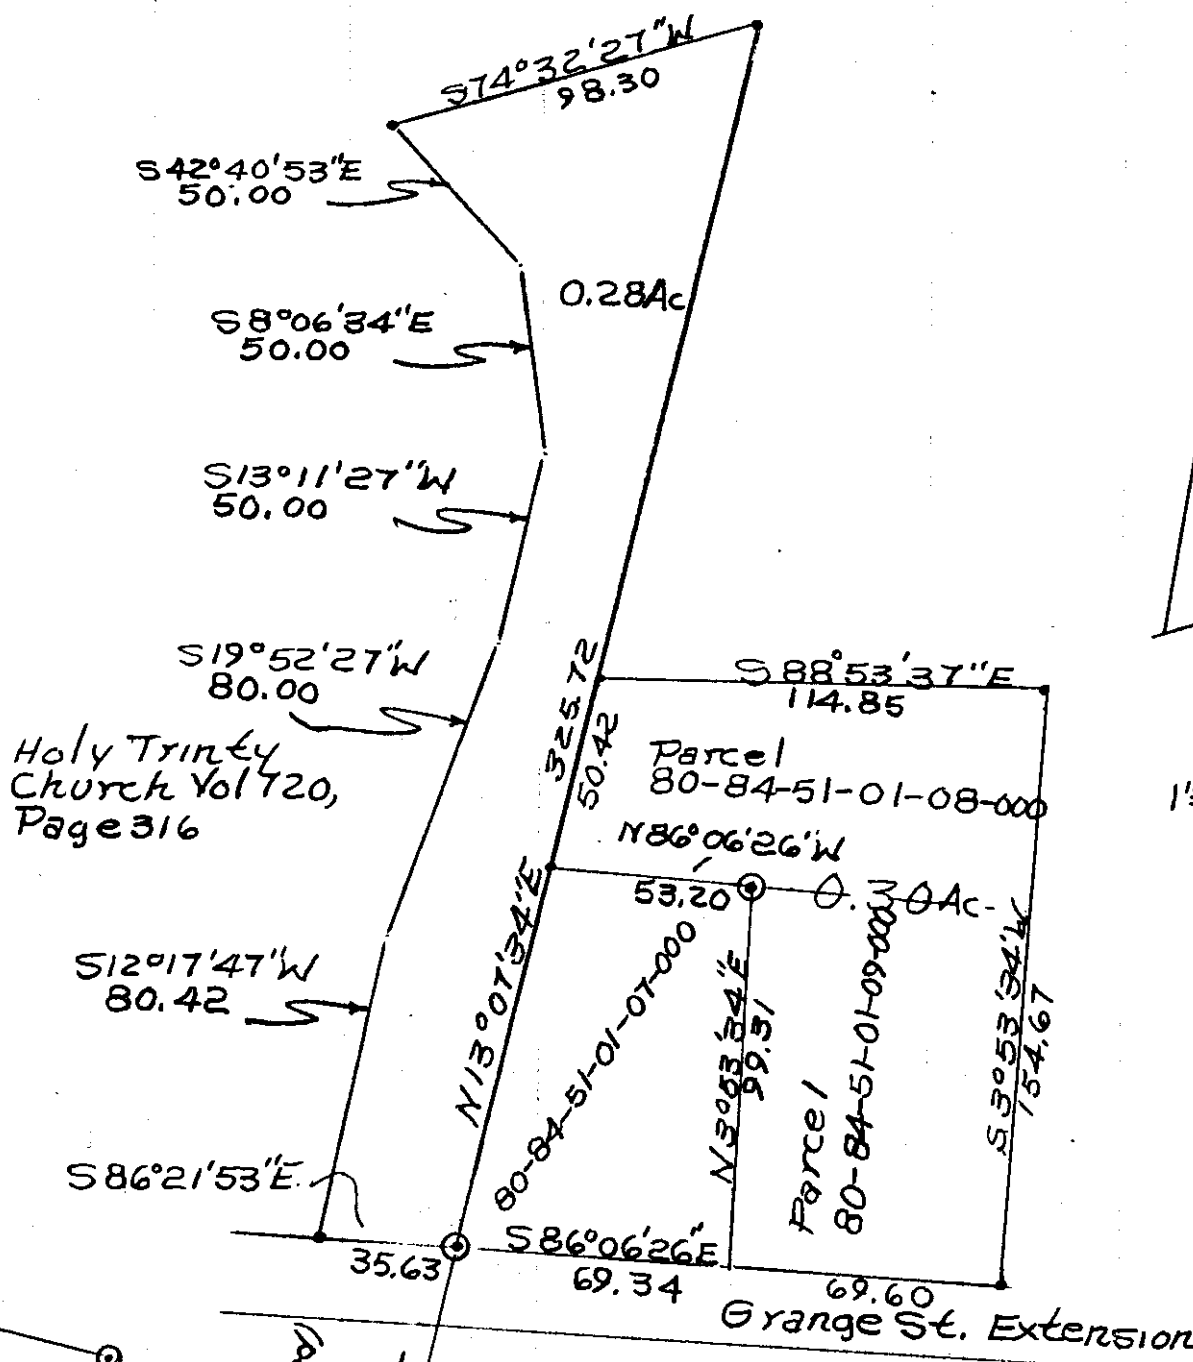 S74°32'27"W
98.30
S42°40'53"E
50.00
0.28Ac
S8°06'34"E
50.00
S13°11'27"W
50.00
S19°52'27"W
80.00
Holy Trinty
Church Vol 720,
Page 316
325.72
50.42
S88°53'37"E
114.85
Parcel
80-84-51-01-08-000
N86°06'26"W
53.20
0.30Ac.
S12°17'47"W
80.42
N13°07'34"E
80-84-51-01-07-000
N3°53'34"E
99.31
Parcel
80-84-51-01-09-000
S3°53'34"W
154.67
S86°21'53"E
35.63
S86°06'26"E
69.34
69.60
Grange St. Extension